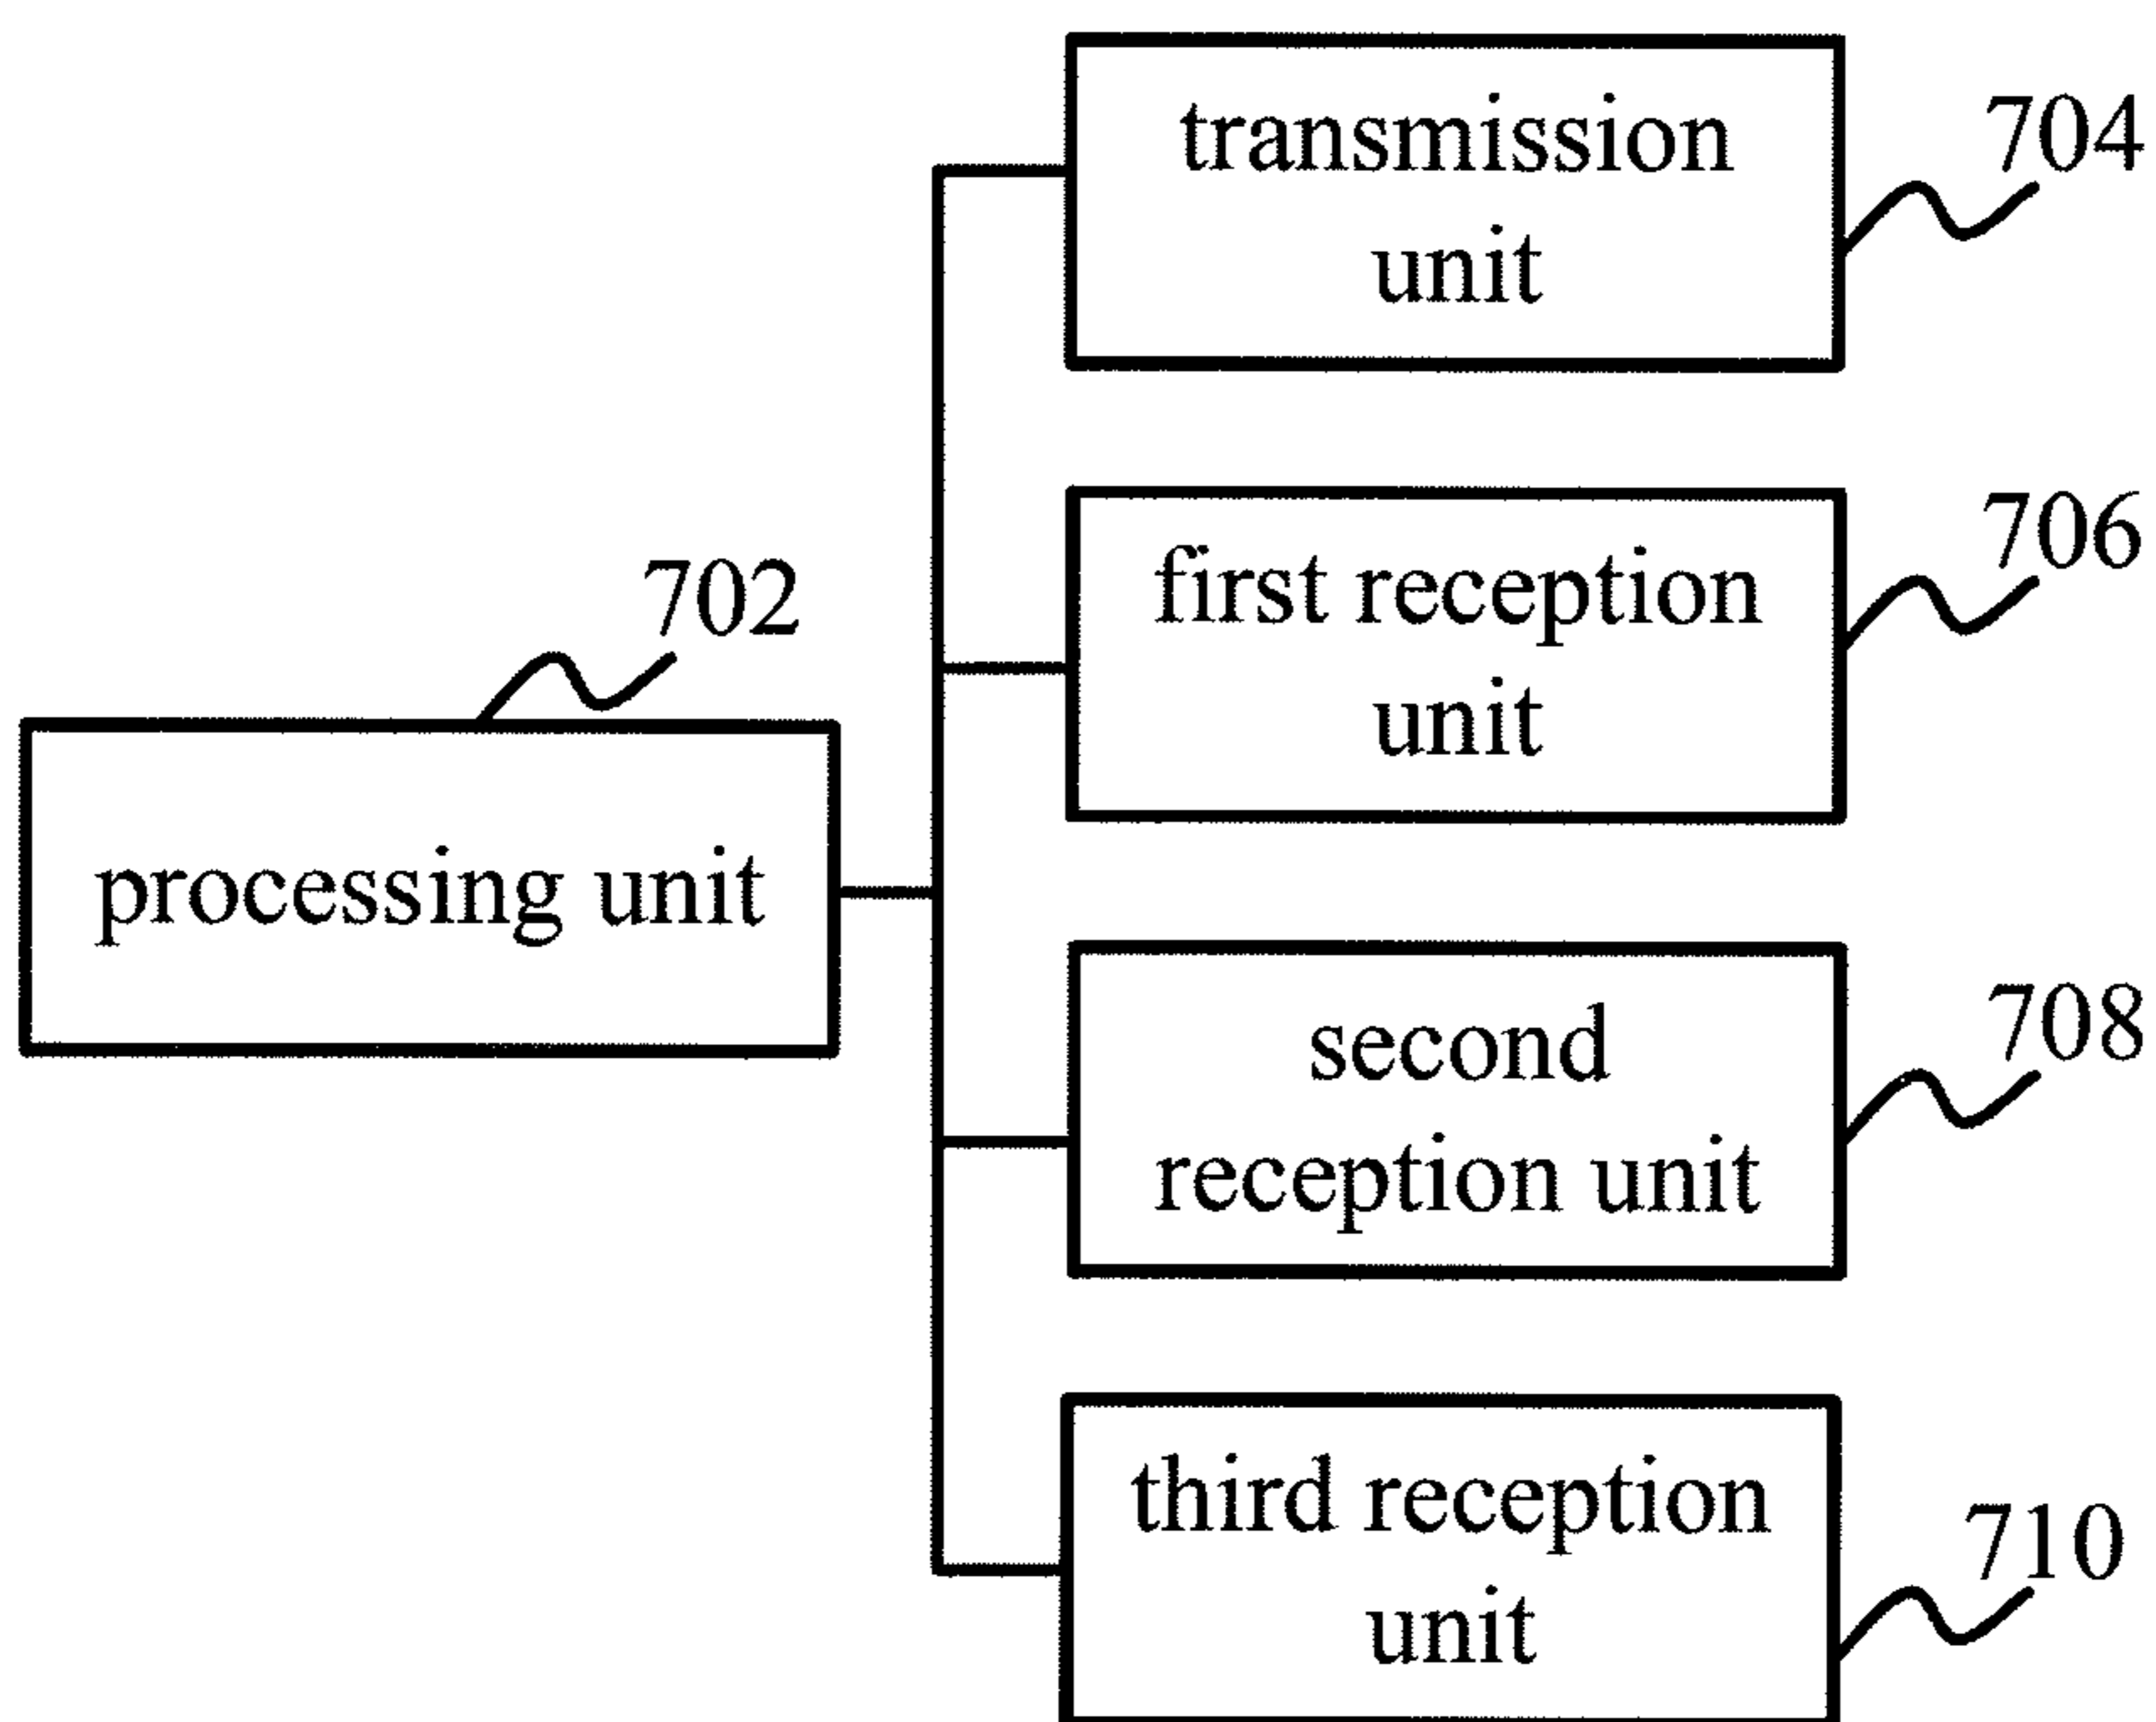 transmission
unit
704
first reception
unit
706
702
processing unit
second
reception unit
708
third reception
unit
710